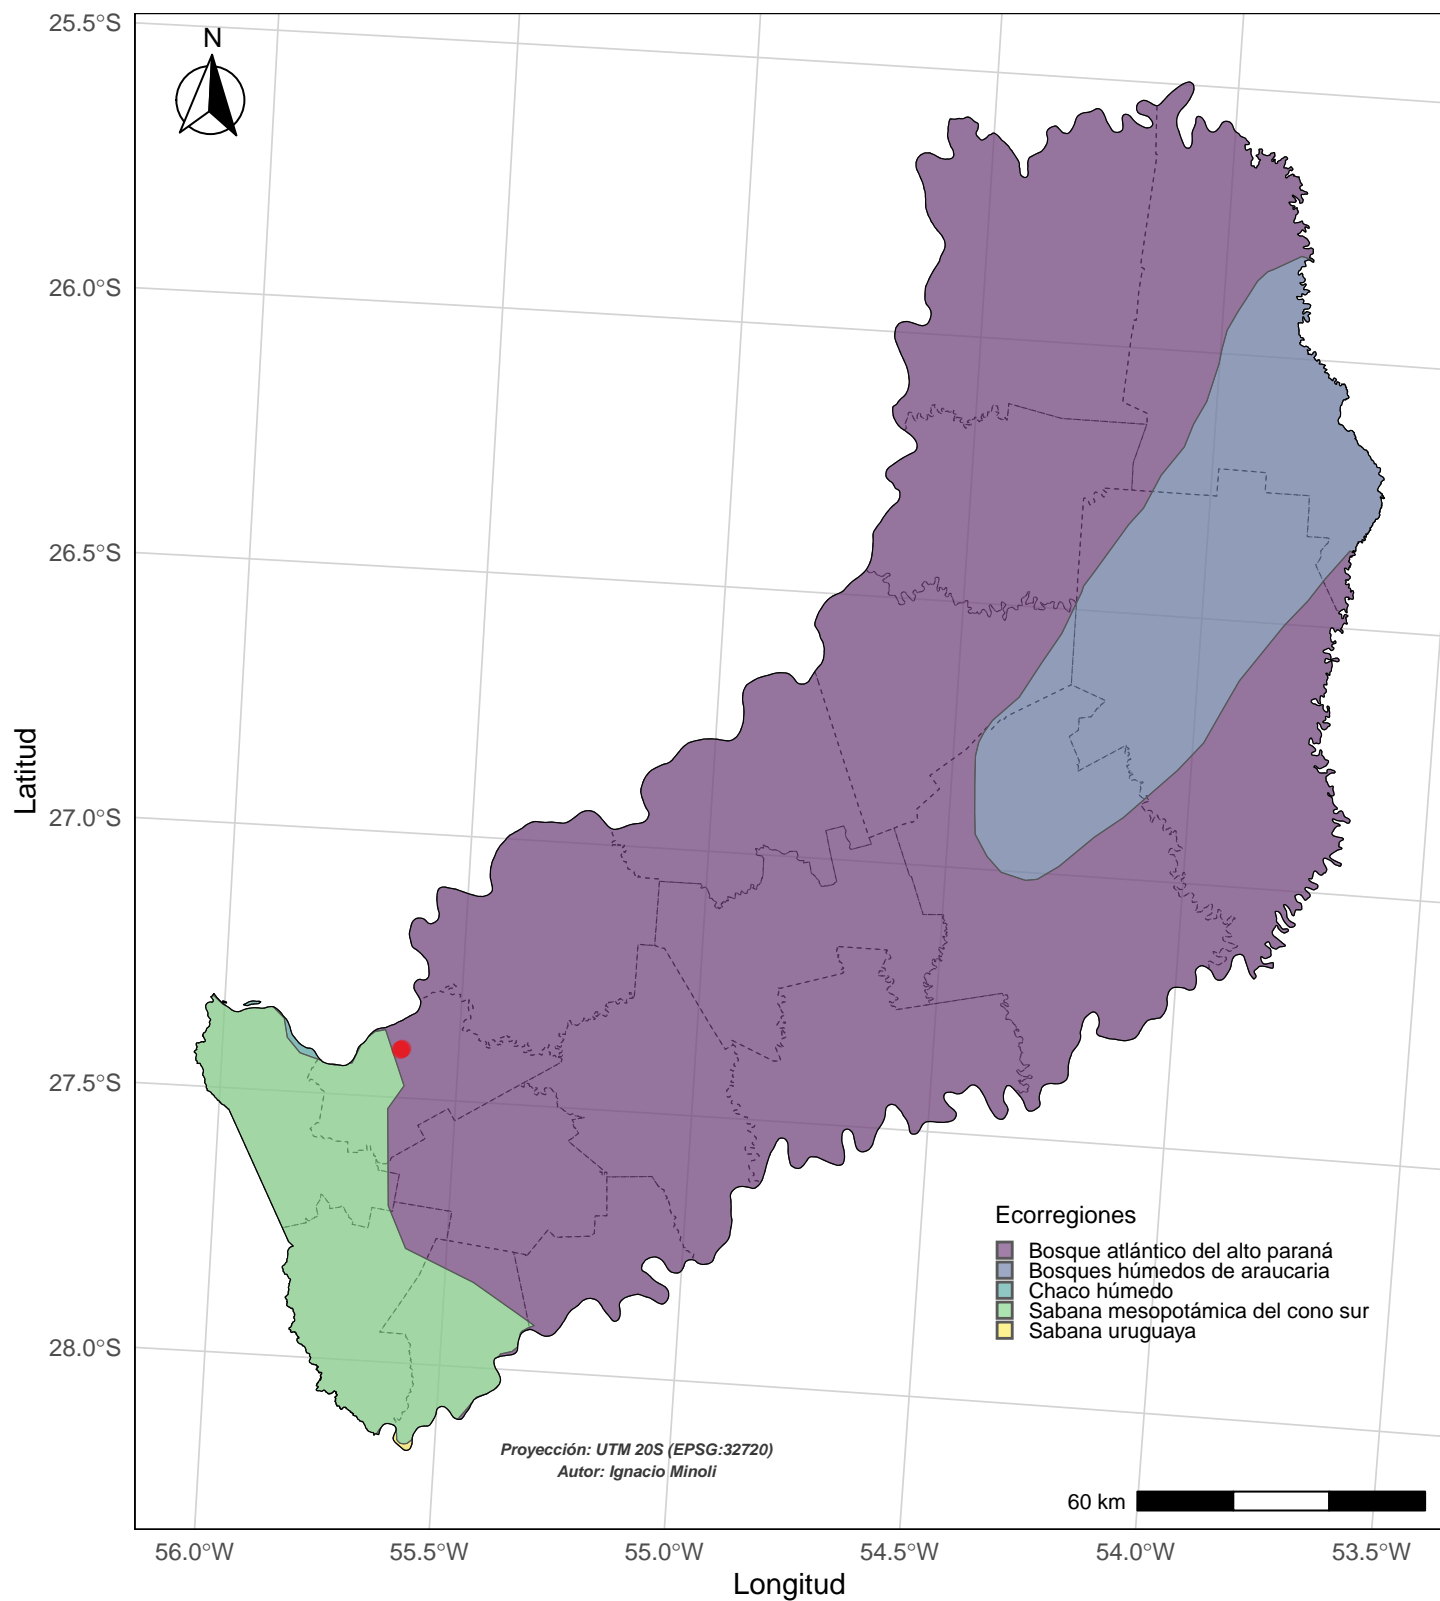 N
25.5°S
26.0°S
26.5°S
27.0°S
27.5°S
28.0°S
Latitud
Ecorregiones
Bosque atlántico del alto paraná
Bosques húmedos de araucaria
Chaco húmedo
Sabana mesopotámica del cono sur
Sabana uruguaya
Proyección: UTM 20S (EPSG:32720)
Autor: Ignacio Minoli
60 km
56.0°W
55.5°W
55.0°W
54.5°W
54.0°W
53.5°W
Longitud